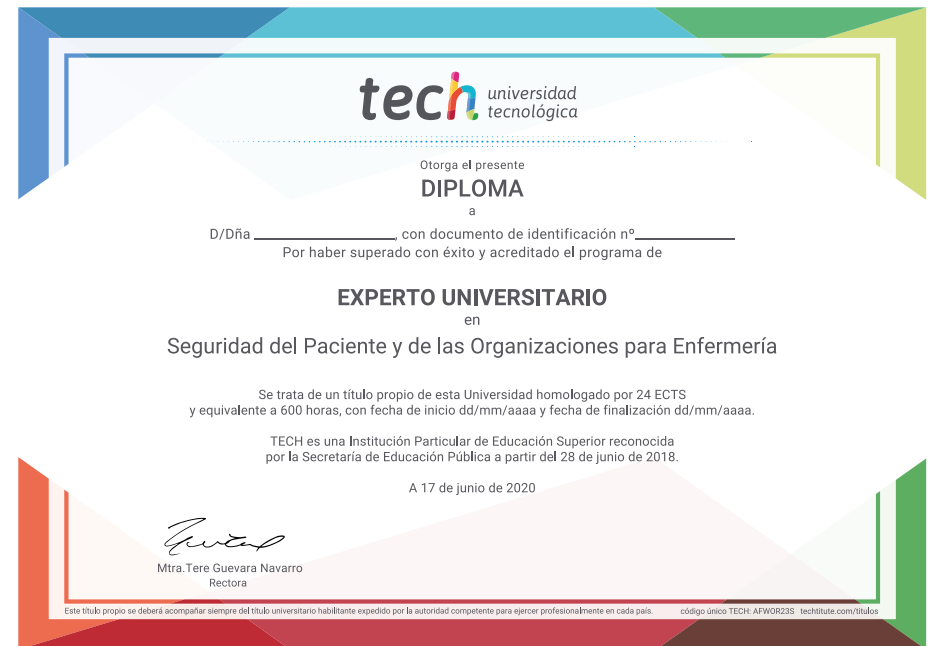 tech universidad
tecnológica
Otorga el presente
DIPLOMA
a
D/Dña ____________, con documento de identificación nº____________
Por haber superado con éxito y acreditado el programa de
EXPERTO UNIVERSITARIO
en
Seguridad del Paciente y de las Organizaciones para Enfermería
Se trata de un título propio de esta Universidad homologado por 24 ECTS
y equivalente a 600 horas, con fecha de inicio dd/mm/aaaa y fecha de finalización dd/mm/aaaa.
TECH es una Institución Particular de Educación Superior reconocida
por la Secretaría de Educación Pública a partir del 28 de junio de 2018.
A 17 de junio de 2020
Mtra.Tere Guevara Navarro
Rectora
Este título propio se deberá acompañar siempre del título universitario habilitante expedido por la autoridad competente para ejercer profesionalmente en cada país. código único TECH: AFWOR23S techtitute.com/titulos